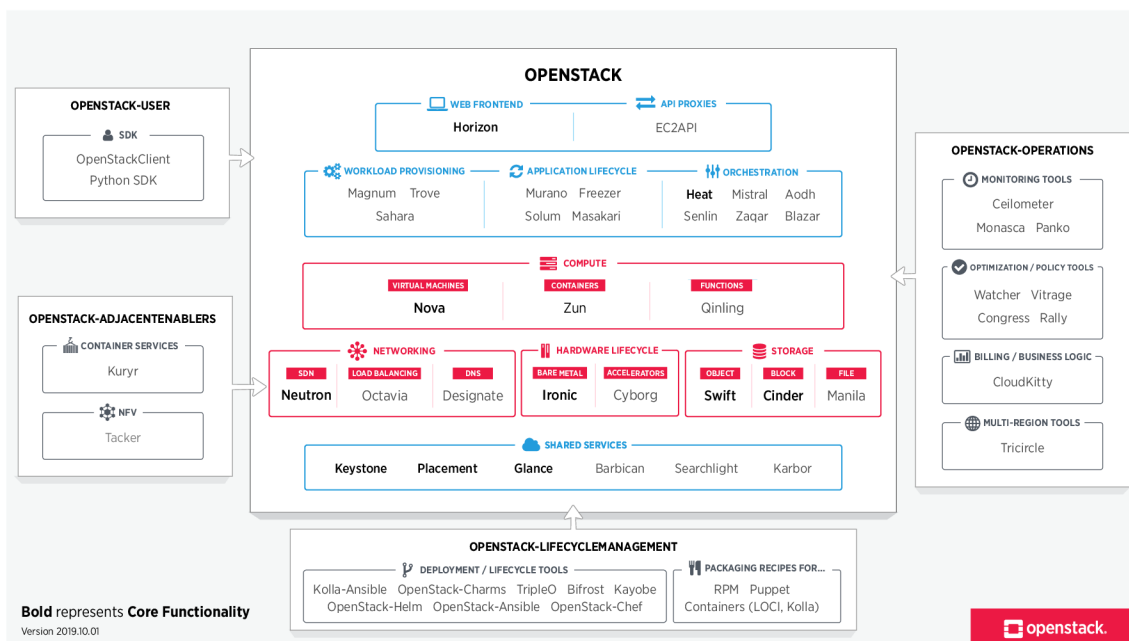 OPENSTACK
WEB FRONTEND
API PROXIES
Horizon
EC2API
WORKLOAD PROVISIONING
APPLICATION LIFECYCLE
ORCHESTRATION
Magnum Trove
Sahara
Murano Freezer
Solum Masakari
Heat Mistral Aodh
Senlin Zaqar Blazar
COMPUTE
VIRTUAL MACHINES
CONTAINERS
FUNCTIONS
Nova
Zun
Qinling
NETWORKING
SDN
LOAD BALANCING
DNS
Neutron
Octavia
Designate
HARDWARE LIFECYCLE
BARE METAL
ACCELERATORS
Ironic
Cyborg
STORAGE
OBJECT
BLOCK
FILE
Swift
Cinder
Manila
SHARED SERVICES
Keystone Placement Glance Barbican Searchlight Karbor
OPENSTACK-USER
SDK
OpenStackClient
Python SDK
OPENSTACK-ADJACENTENABLERS
CONTAINER SERVICES
Kuryr
NFV
Tacker
OPENSTACK-OPERATIONS
MONITORING TOOLS
Ceilometer
Monasca Panko
OPTIMIZATION / POLICY TOOLS
Watcher Vitrage
Congress Rally
BILLING / BUSINESS LOGIC
CloudKitty
MULTI-REGION TOOLS
Tricircle
OPENSTACK-LIFECYCLEMANAGEMENT
DEPLOYMENT / LIFECYCLE TOOLS
Kolla-Ansible OpenStack-Charms TripleO Bifrost Kayobe
OpenStack-Helm OpenStack-Ansible OpenStack-Chef
PACKAGING RECIPES FOR...
RPM Puppet
Containers (LOCI, Kolla)
Bold represents Core Functionality
Version 2019.10.01
openstack.